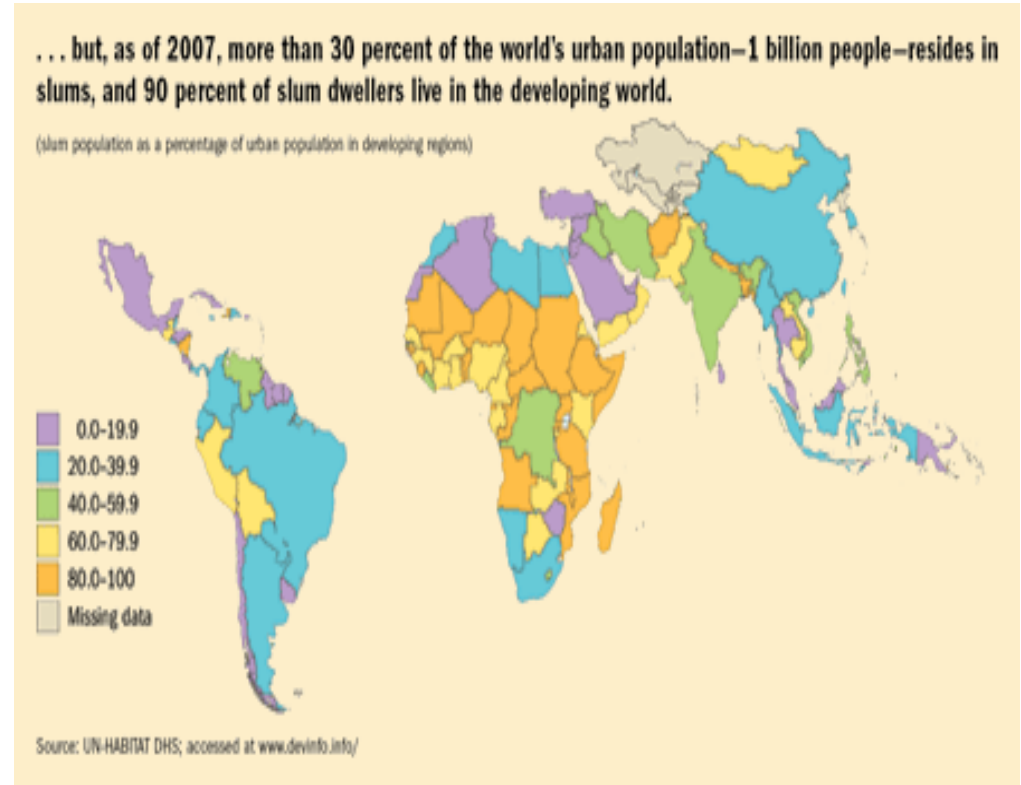 . . . but, as of 2007, more than 30 percent of the world's urban population—1 billion people—resides in
slums, and 90 percent of slum dwellers live in the developing world.
(slum population as a percentage of urban population in developing regions)
0.0–19.9
20.0–39.9
40.0–59.9
60.0–79.9
80.0–100
Missing data
Source: UN-HABITAT DHS; accessed at www.devinfo.info/